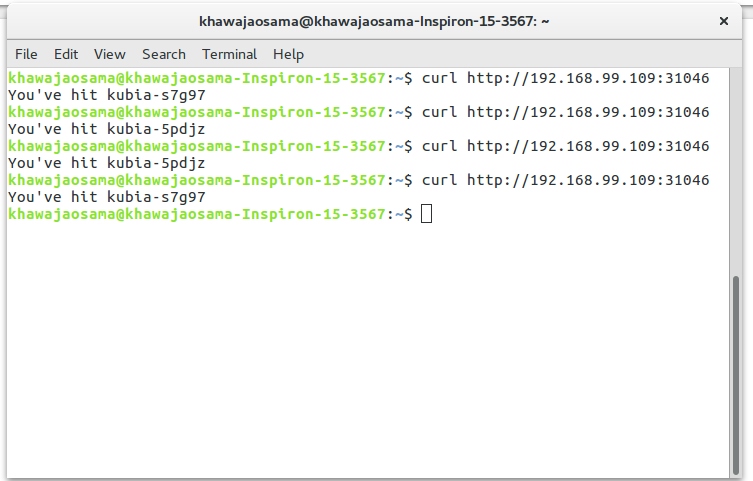 khawajaosama@khawajaosama-Inspiron-15-3567: ~
File Edit View Search Terminal Help
khawajaosama@khawajaosama-Inspiron-15-3567:~$ curl http://192.168.99.109:31046
You've hit kubia-s7g97
khawajaosama@khawajaosama-Inspiron-15-3567:~$ curl http://192.168.99.109:31046
You've hit kubia-5pdjz
khawajaosama@khawajaosama-Inspiron-15-3567:~$ curl http://192.168.99.109:31046
You've hit kubia-5pdjz
khawajaosama@khawajaosama-Inspiron-15-3567:~$ curl http://192.168.99.109:31046
You've hit kubia-s7g97
khawajaosama@khawajaosama-Inspiron-15-3567:~$